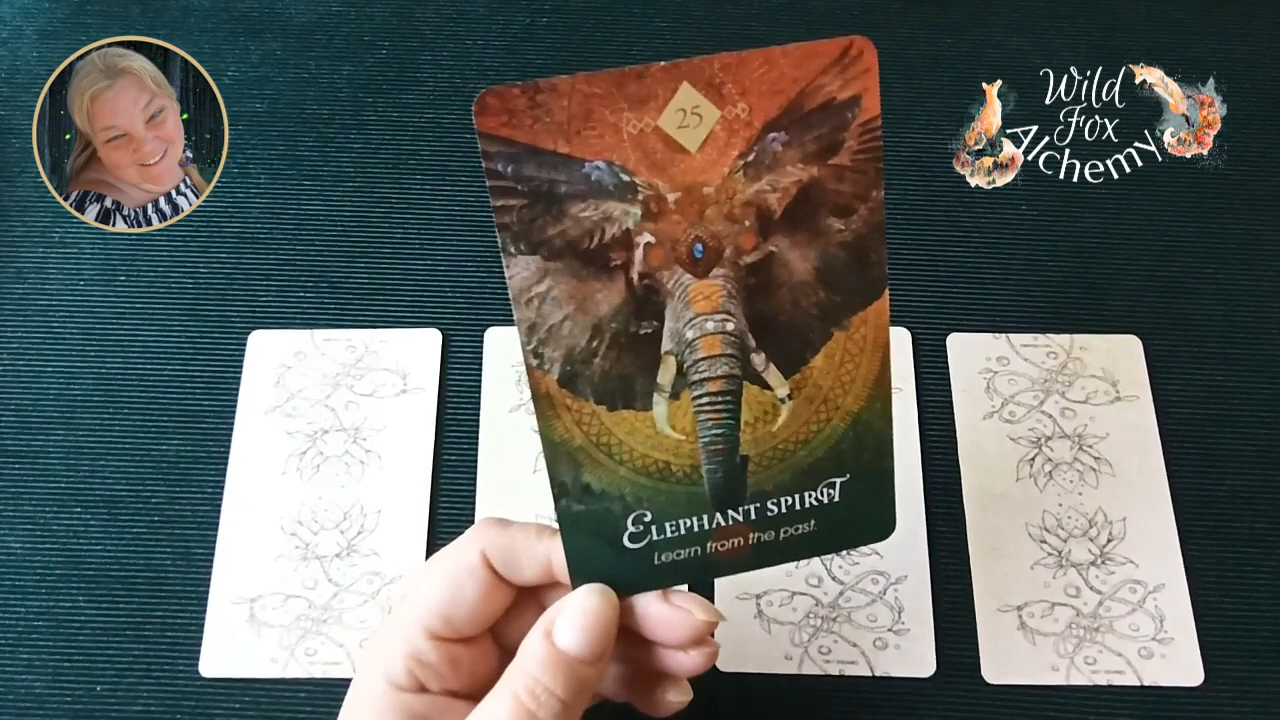 Wild
Fox
Alchemy
25
ELEPHANT SPIRIT
Learn from the past.